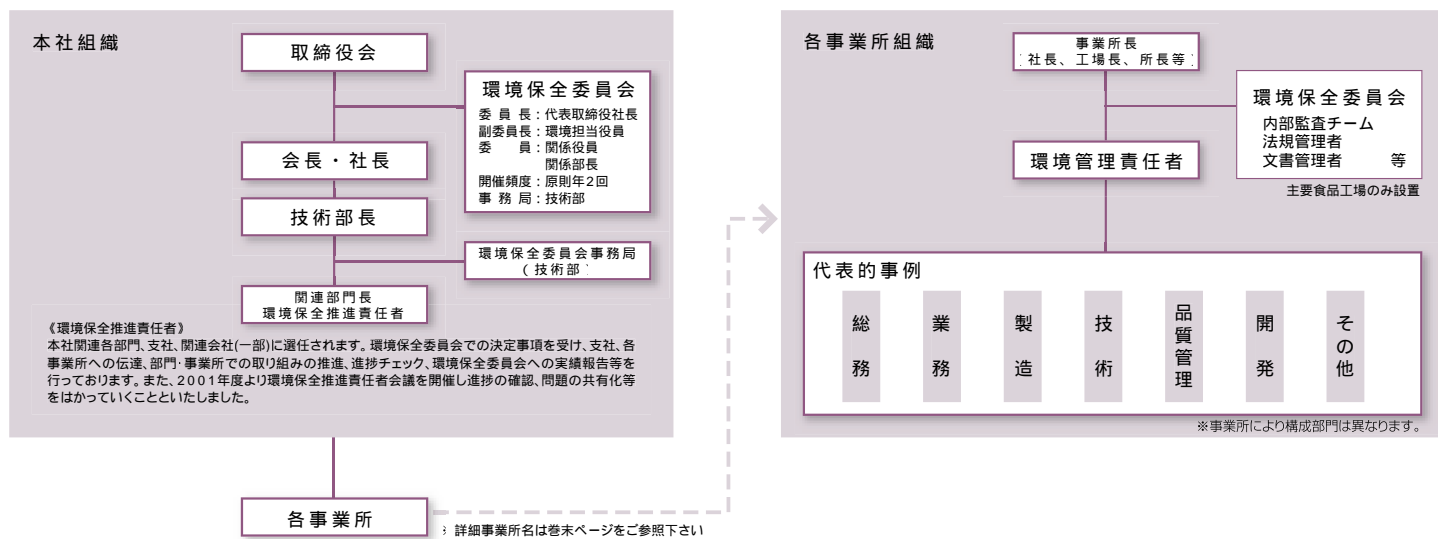 本社組織
取締役会
環境保全委員会
委員長：代表取締役社長
副委員長：環境担当役員
委　　員：関係役員
関係部長
開催頻度：原則年2回
事務局：技術部
会長・社長
技術部長
環境保全委員会事務局
（技術部）
関連部門長
環境保全推進責任者
《環境保全推進責任者》
本社関連各部門、支社、関連会社(一部)に選任されます。環境保全委員会での決定事項を受け、支社、各
事業所への伝達、部門・事業所での取り組みの推進、進捗チェック、環境保全委員会への実績報告等を
行っております。また、2001年度より環境保全推進責任者会議を開催し進捗の確認、問題の共有化等
をはかっていくことといたしました。
各事業所
詳細事業所名は巻末ページをご参照下さい
各事業所組織
事業所長
（社長、工場長、所長等）
環境保全委員会
内部監査チーム
法規管理者
文書管理者　等
主要食品工場のみ設置
環境管理責任者
代表的事例
総務
業務
製造
技術
品質管理
開発
その他
※事業所により構成部門は異なります。